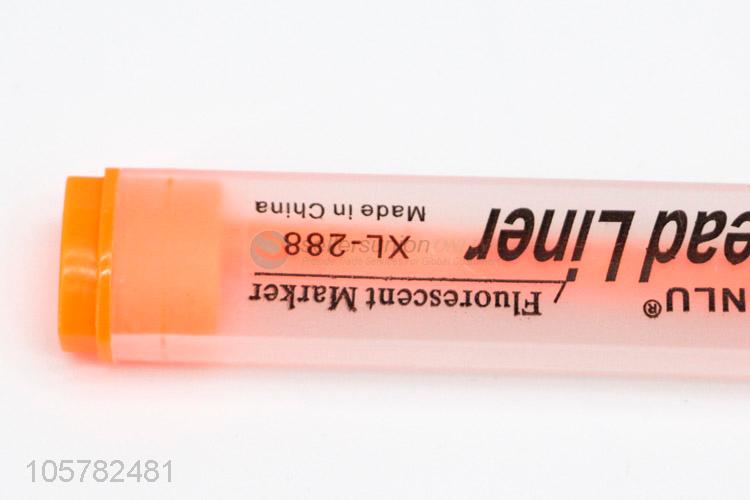 NLU®
ead Liner
Fluorescent Marker
XL-288
Made in China
105782481